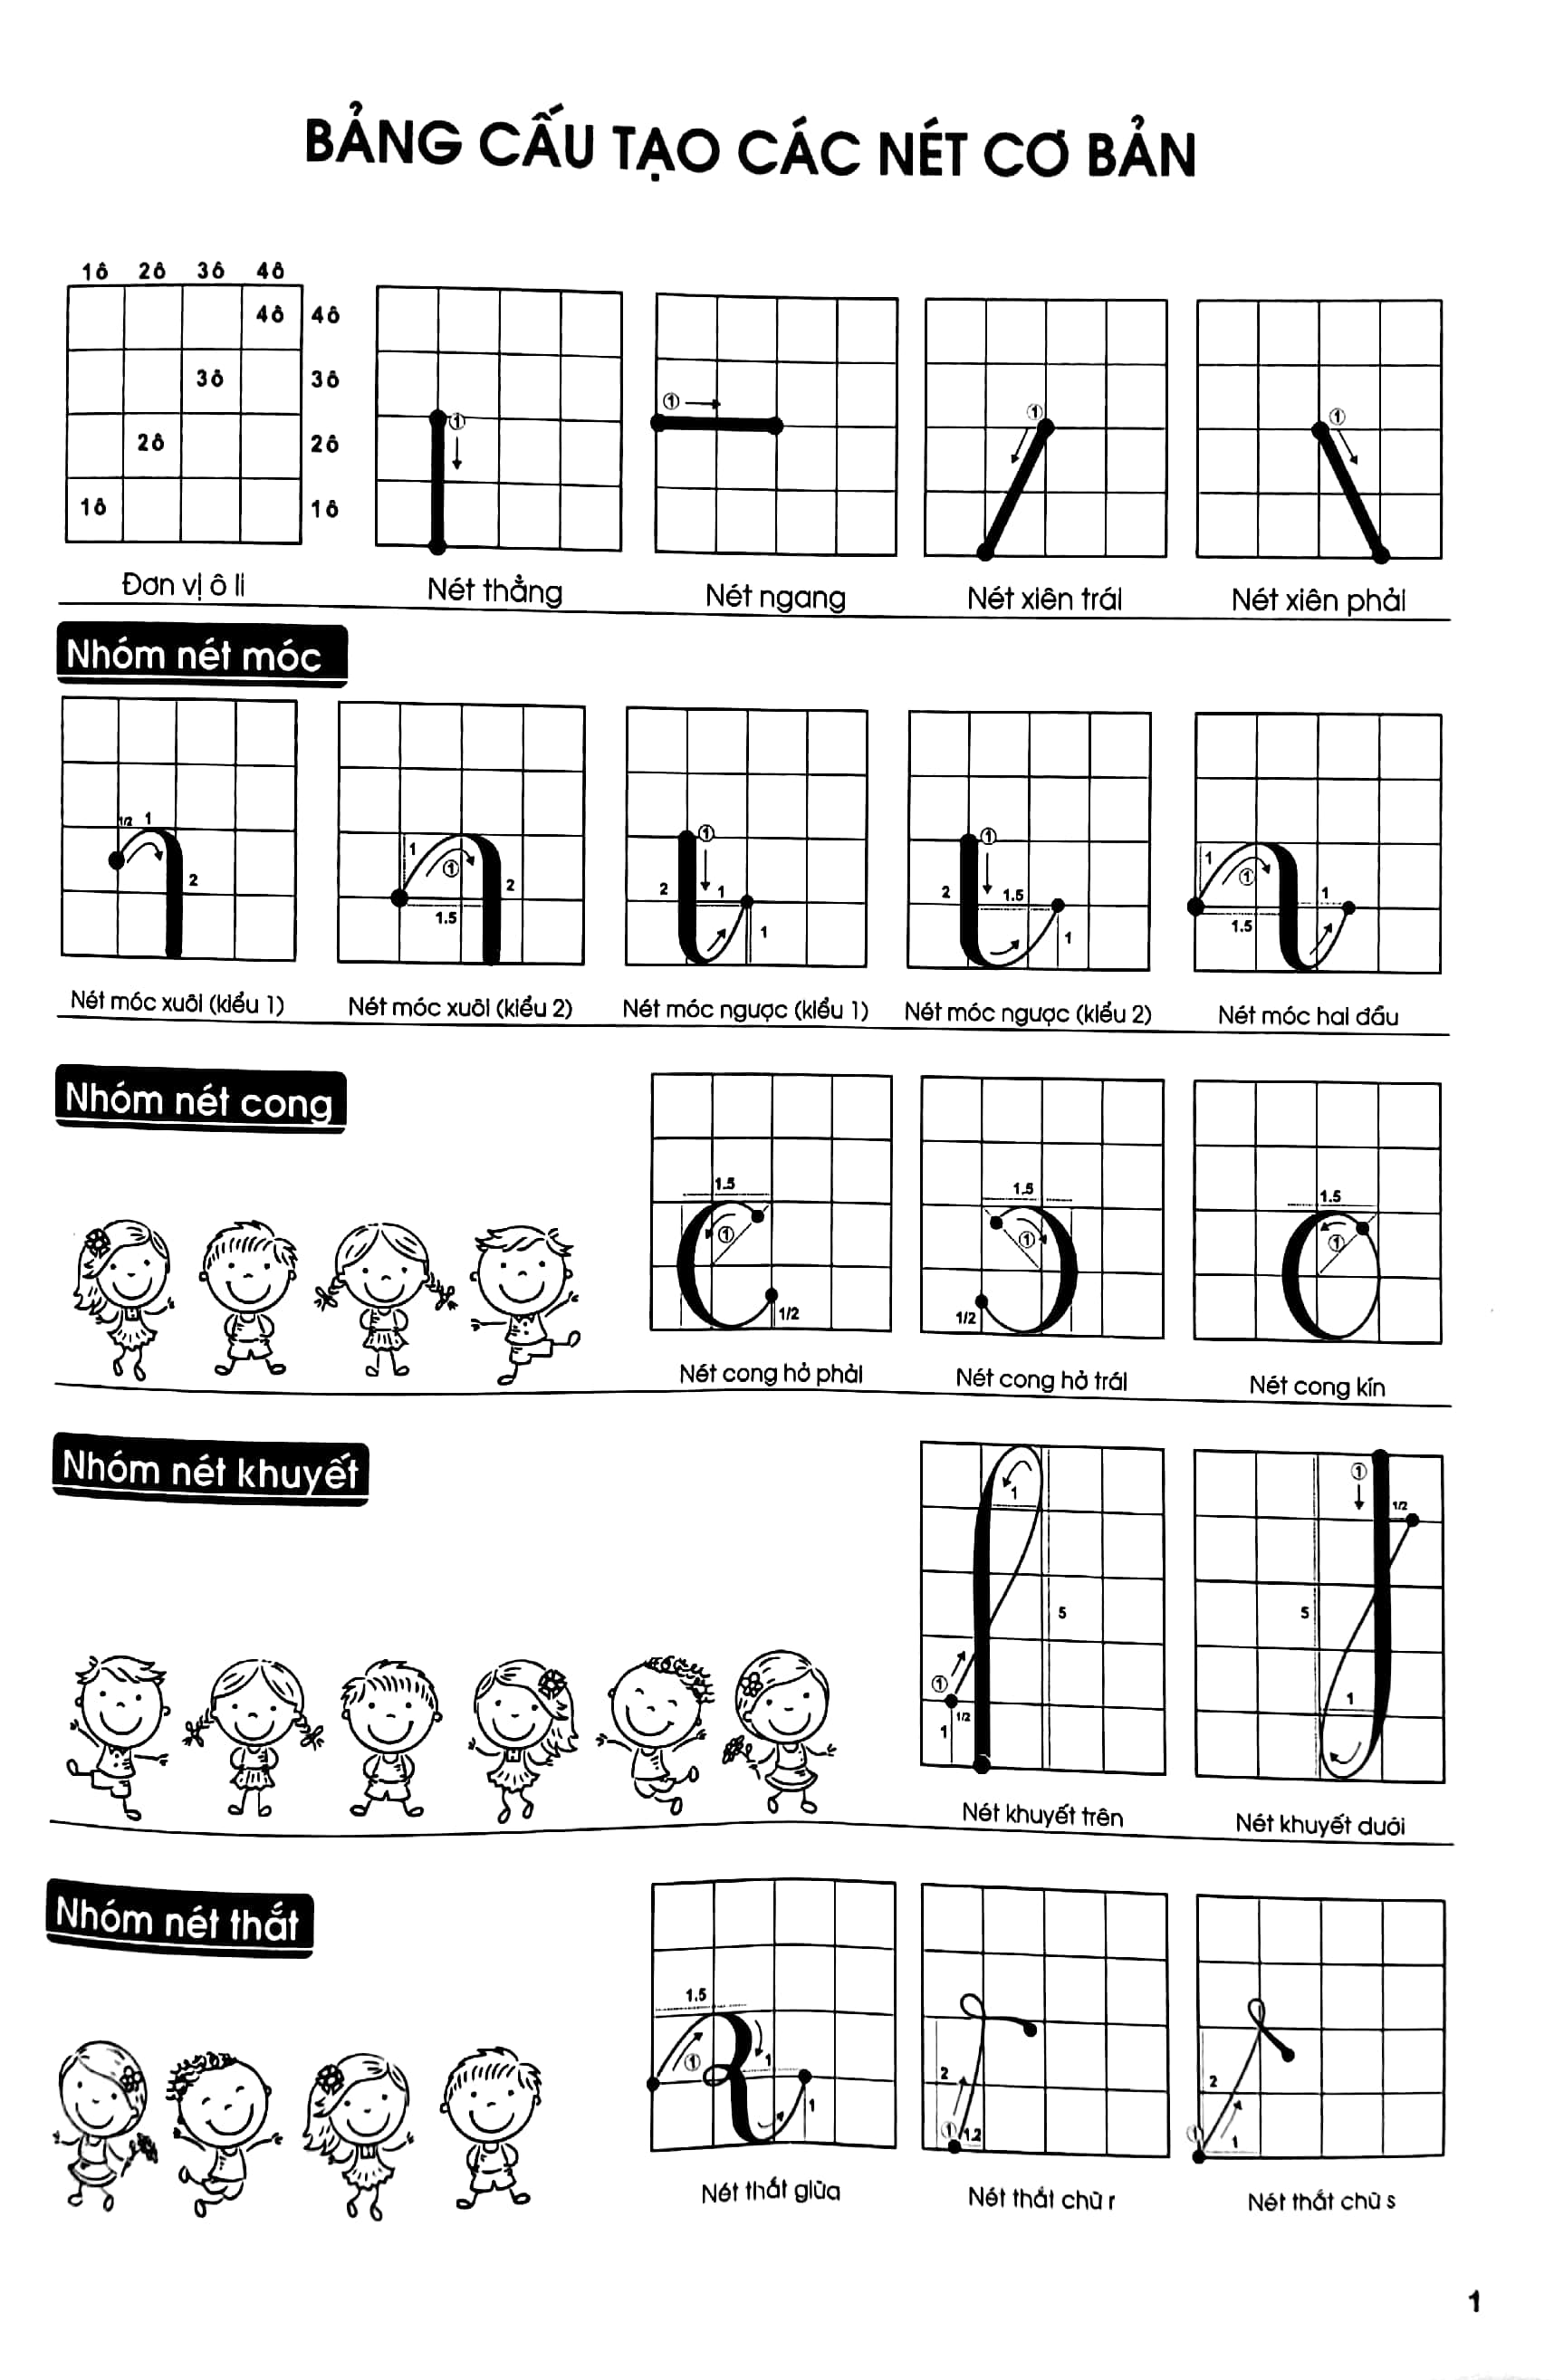 BẢNG CẤU TẠO CÁC NÉT CƠ BẢN
1ô 2ô 3ô 4ô
4ô 4ô
3ô 3ô
2ô 2ô
1ô 1ô
① ① ① ①
Đơn vị ô li Nét thẳng Nét ngang Nét xiên trái Nét xiên phải
Nhóm nét móc
1/2 1 2
1 ① 2 1.5
① 2 1 1
① 2 1.5 1
1 ① 1 1.5
Nét móc xuôi (kiểu 1) Nét móc xuôi (kiểu 2) Nét móc ngược (kiểu 1) Nét móc ngược (kiểu 2) Nét móc hai đầu
Nhóm nét cong
1.5 ① 1/2
1.5 ① 1/2
1.5 ①
Nét cong hở phải Nét cong hở trái Nét cong kín
Nhóm nét khuyết
1 5 ① 1/2 1
① 1/2 5 1
Nét khuyết trên Nét khuyết dưới
Nhóm nét thắt
1.5 ① 1 1
2 ① 1.2
2 ① 1
Nét thắt giữa Nét thắt chữ r Nét thắt chữ s
1